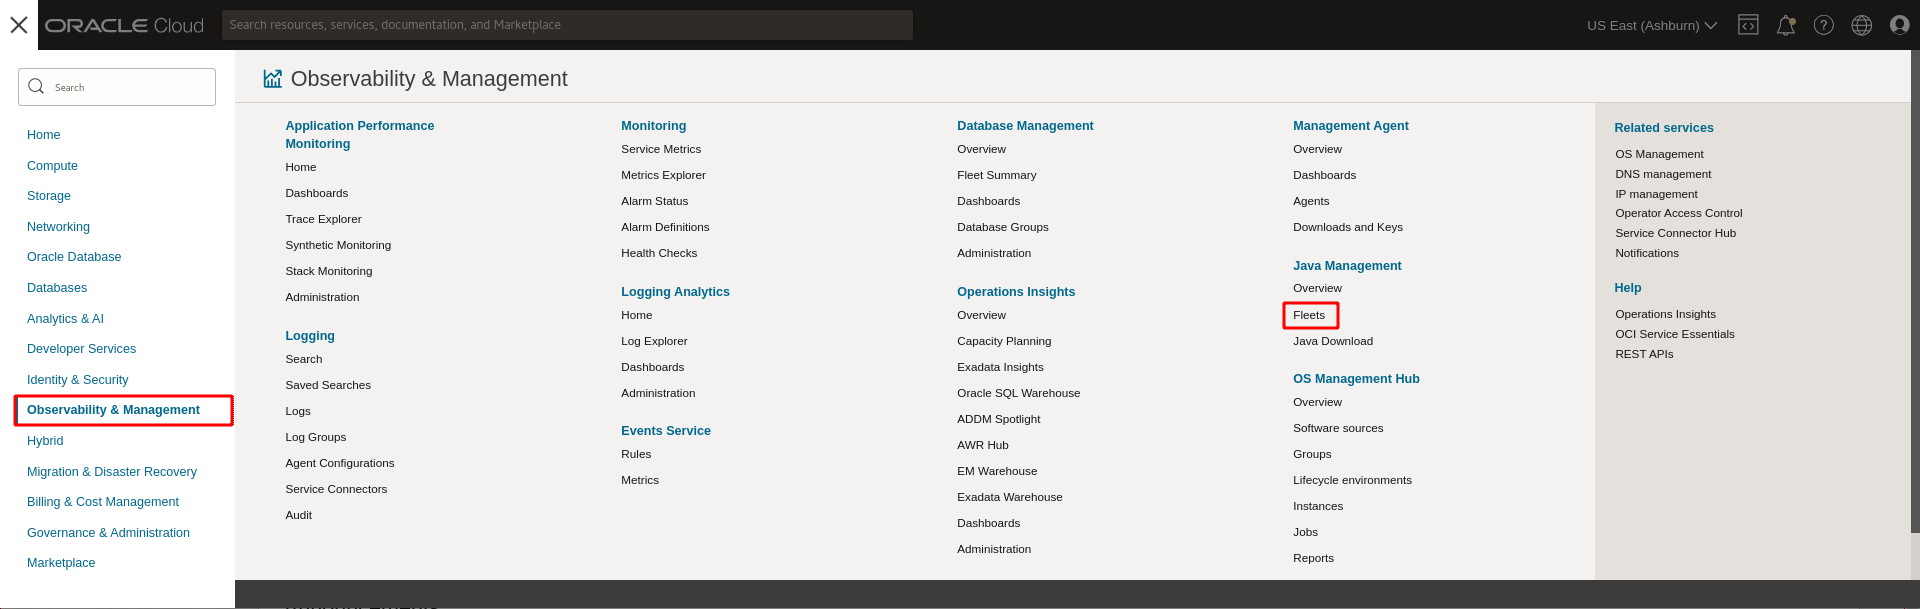 ORACLE Cloud
Search resources, services, documentation, and Marketplace
US East (Ashburn)
Search
Home
Compute
Storage
Networking
Oracle Database
Databases
Analytics & AI
Developer Services
Identity & Security
Observability & Management
Hybrid
Migration & Disaster Recovery
Billing & Cost Management
Governance & Administration
Marketplace
Observability & Management
Application Performance
Monitoring
Home
Dashboards
Trace Explorer
Synthetic Monitoring
Stack Monitoring
Administration
Logging
Search
Saved Searches
Logs
Log Groups
Agent Configurations
Service Connectors
Audit
Monitoring
Service Metrics
Metrics Explorer
Alarm Status
Alarm Definitions
Health Checks
Logging Analytics
Home
Log Explorer
Dashboards
Administration
Events Service
Rules
Metrics
Database Management
Overview
Fleet Summary
Dashboards
Database Groups
Administration
Operations Insights
Overview
Capacity Planning
Exadata Insights
Oracle SQL Warehouse
ADDM Spotlight
AWR Hub
EM Warehouse
Exadata Warehouse
Dashboards
Administration
Management Agent
Overview
Dashboards
Agents
Downloads and Keys
Java Management
Overview
Fleets
Java Download
OS Management Hub
Overview
Software sources
Groups
Lifecycle environments
Instances
Jobs
Reports
Related services
OS Management
DNS management
IP management
Operator Access Control
Service Connector Hub
Notifications
Help
Operations Insights
OCI Service Essentials
REST APIs